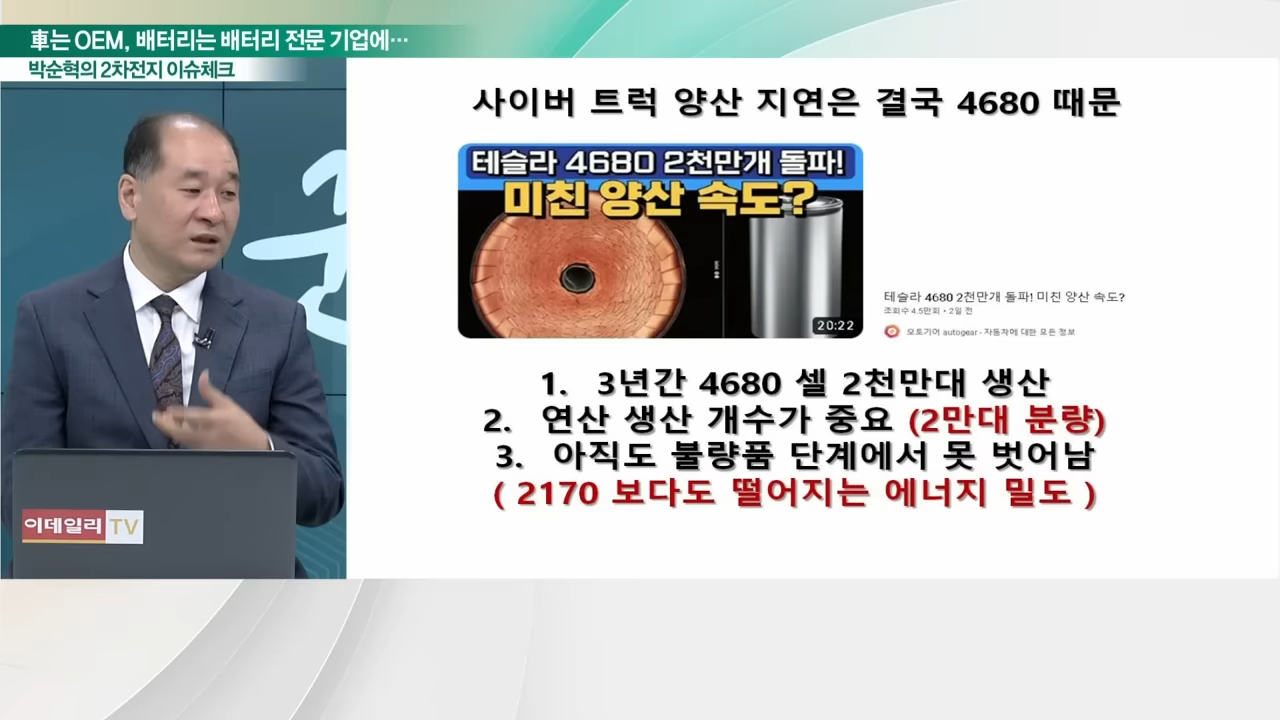 車는 OEM, 배터리는 배터리 전문 기업에…
박순혁의 2차전지 이슈체크
사이버 트럭 양산 지연은 결국 4680 때문
테슬라 4680 2천만개 돌파!
미친 양산 속도?
20:22
테슬라 4680 2천만개 돌파! 미친 양산 속도?
조회수 4.5만회 • 2일 전
모토기어 autogear - 자동차에 대한 모든 정보
1. 3년간 4680 셀 2천만대 생산
2. 연산 생산 개수가 중요 (2만대 분량)
3. 아직도 불량품 단계에서 못 벗어남
( 2170 보다도 떨어지는 에너지 밀도 )
이데일리 TV